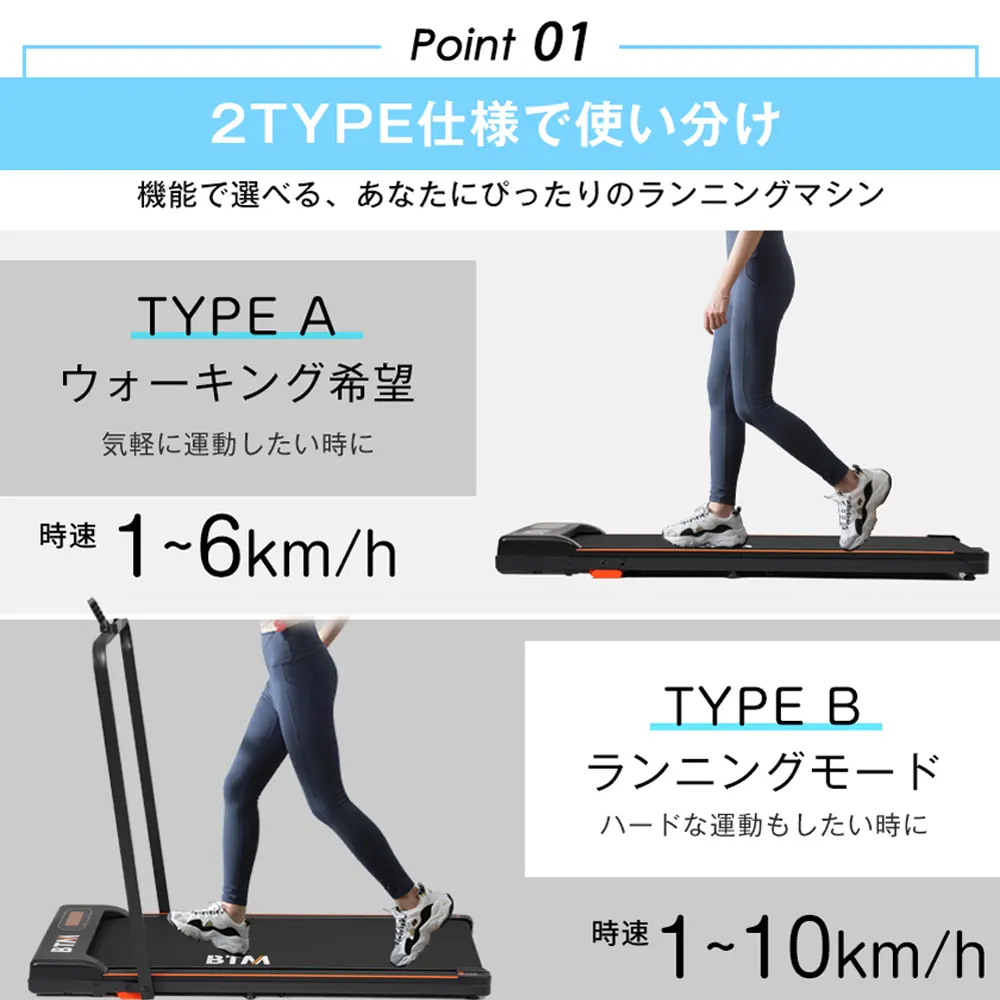 Point 01
2TYPE仕様で使い分け
機能で選べる、あなたにぴったりのランニングマシン
TYPE A
ウォーキング希望
気軽に運動したい時に
時速 1~6km/h
TYPE B
ランニングモード
ハードな運動もしたい時に
時速 1~10km/h
BTM
BTM